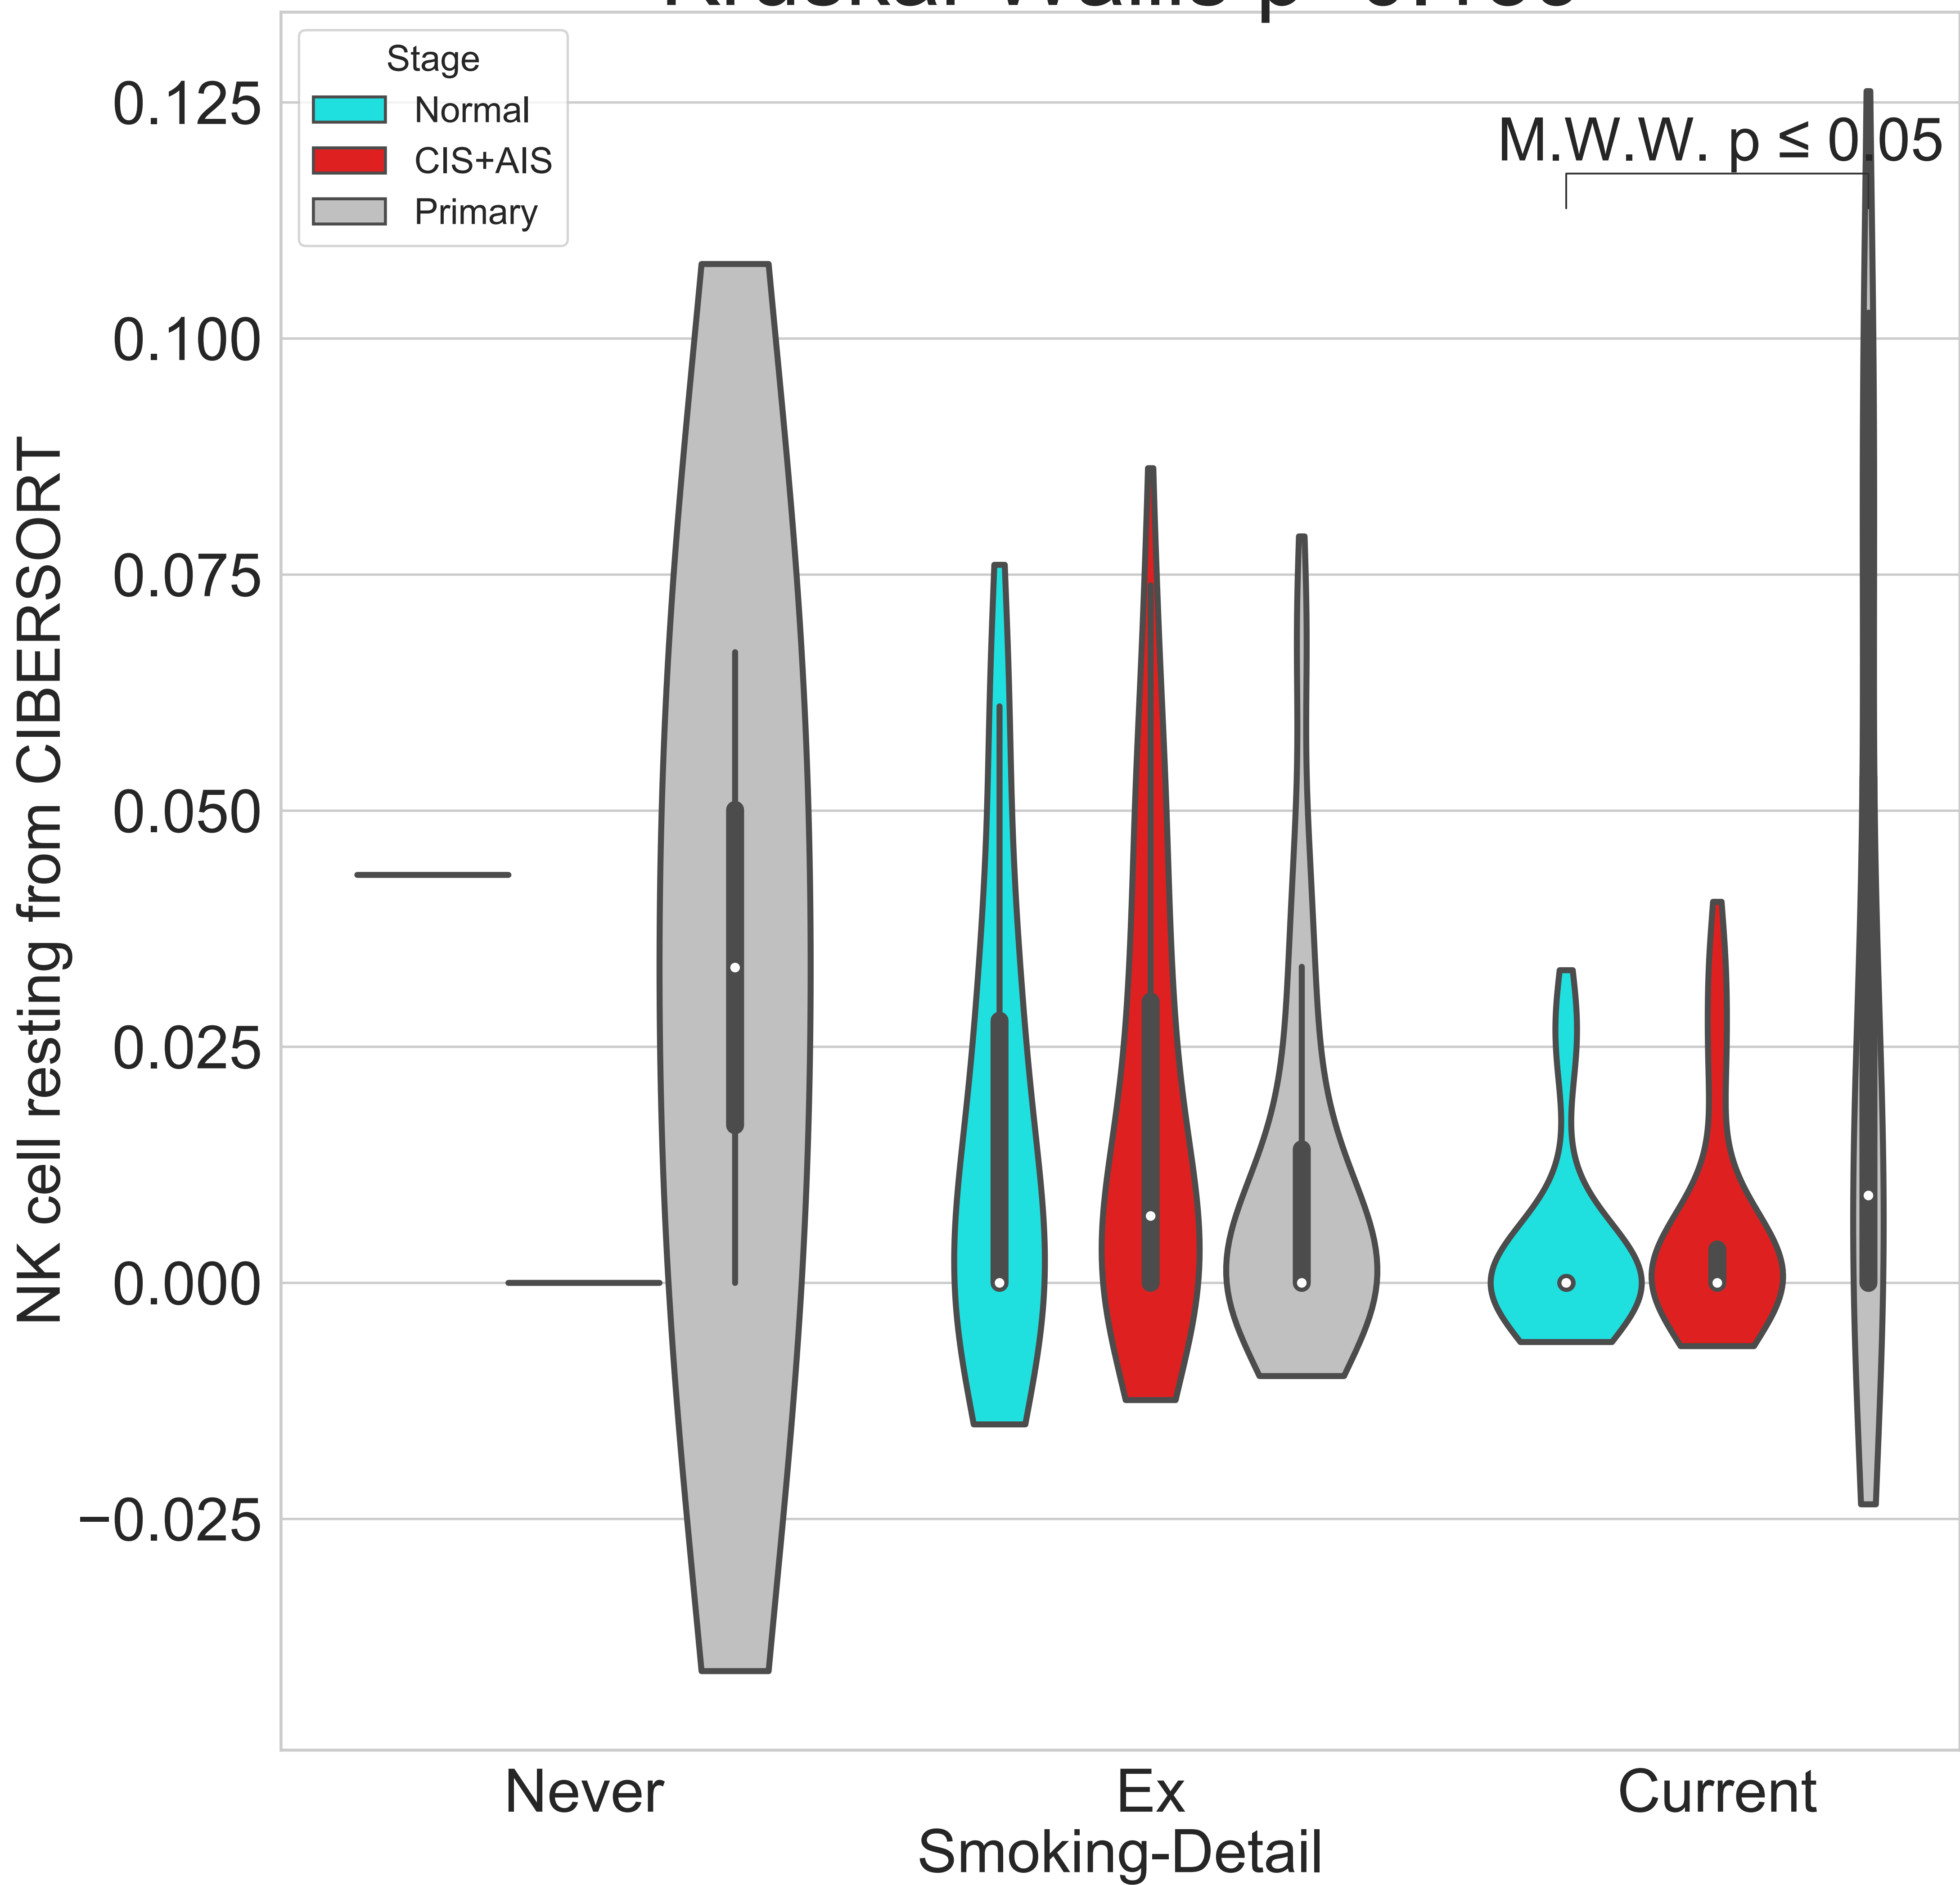 Stage
Normal
CIS+AIS
Primary
M.W.W. p ≤ 0.05
0.125
0.100
0.075
0.050
0.025
0.000
−0.025
NK cell resting from CIBERSORT
Never
Ex
Current
Smoking-Detail